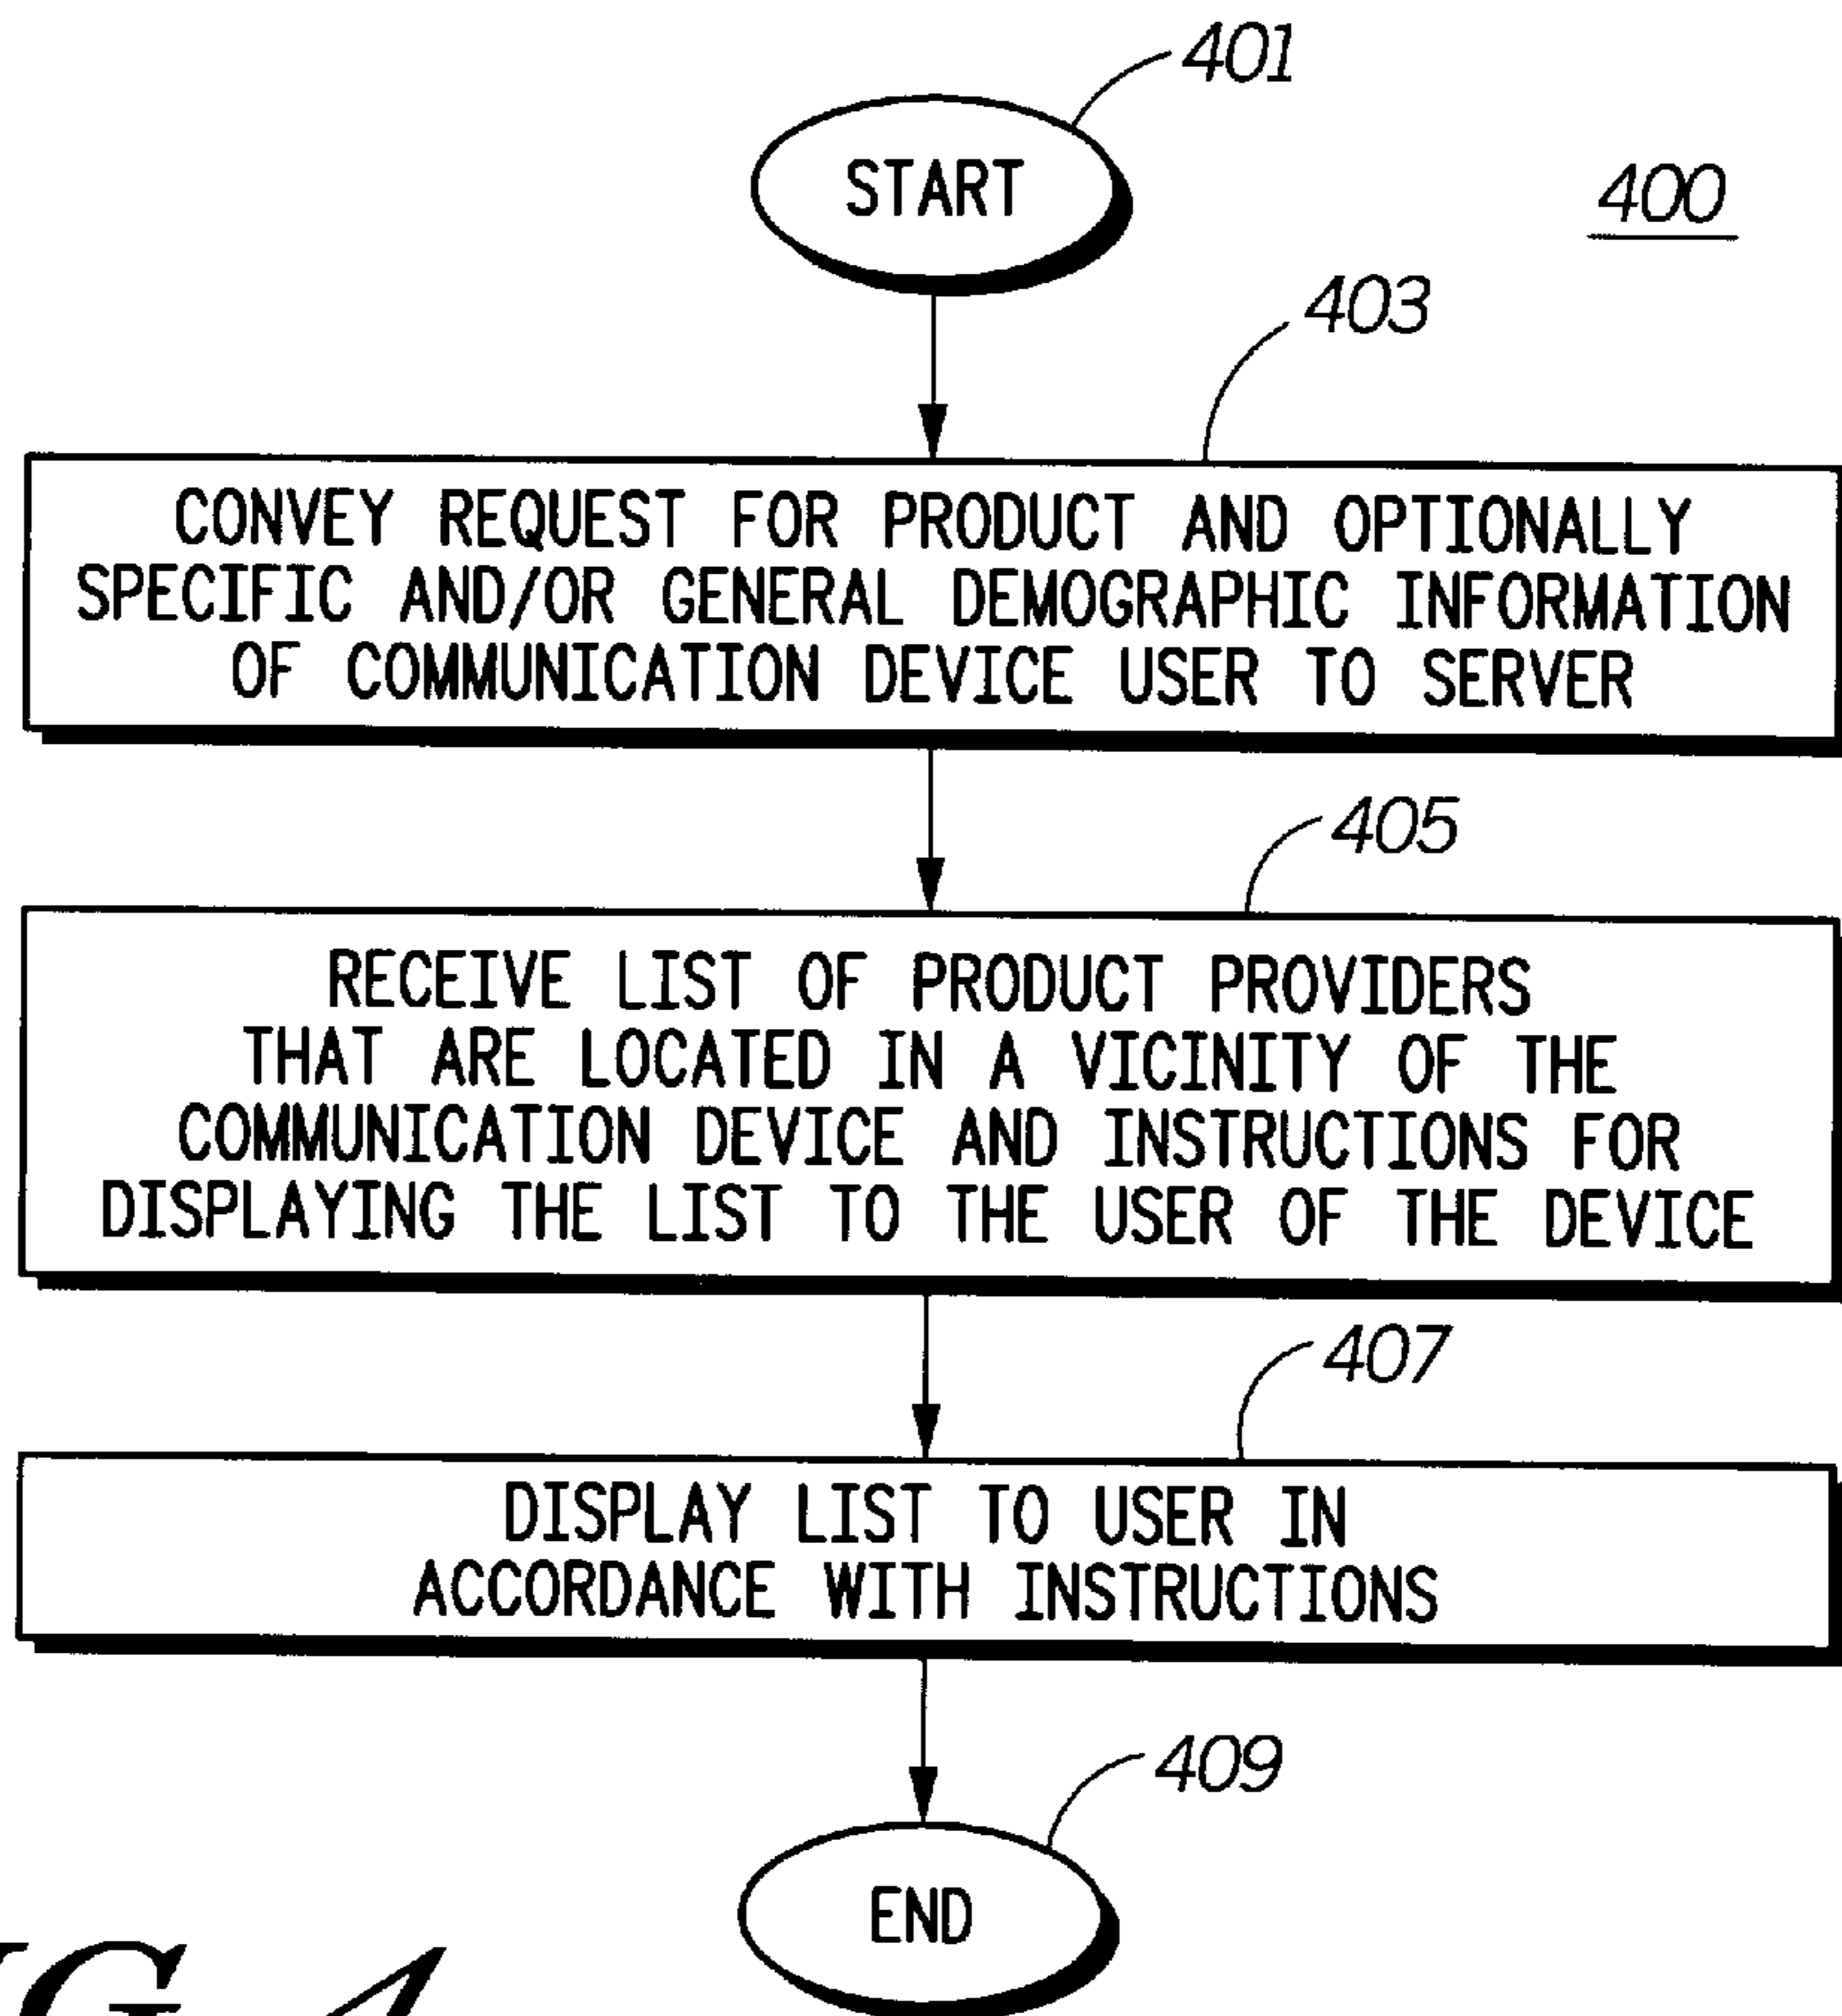 401
START
400
403
CONVEY REQUEST FOR PRODUCT AND OPTIONALLY
SPECIFIC AND/OR GENERAL DEMOGRAPHIC INFORMATION
OF COMMUNICATION DEVICE USER TO SERVER
405
RECEIVE LIST OF PRODUCT PROVIDERS
THAT ARE LOCATED IN A VICINITY OF THE
COMMUNICATION DEVICE AND INSTRUCTIONS FOR
DISPLAYING THE LIST TO THE USER OF THE DEVICE
407
DISPLAY LIST TO USER IN
ACCORDANCE WITH INSTRUCTIONS
409
END